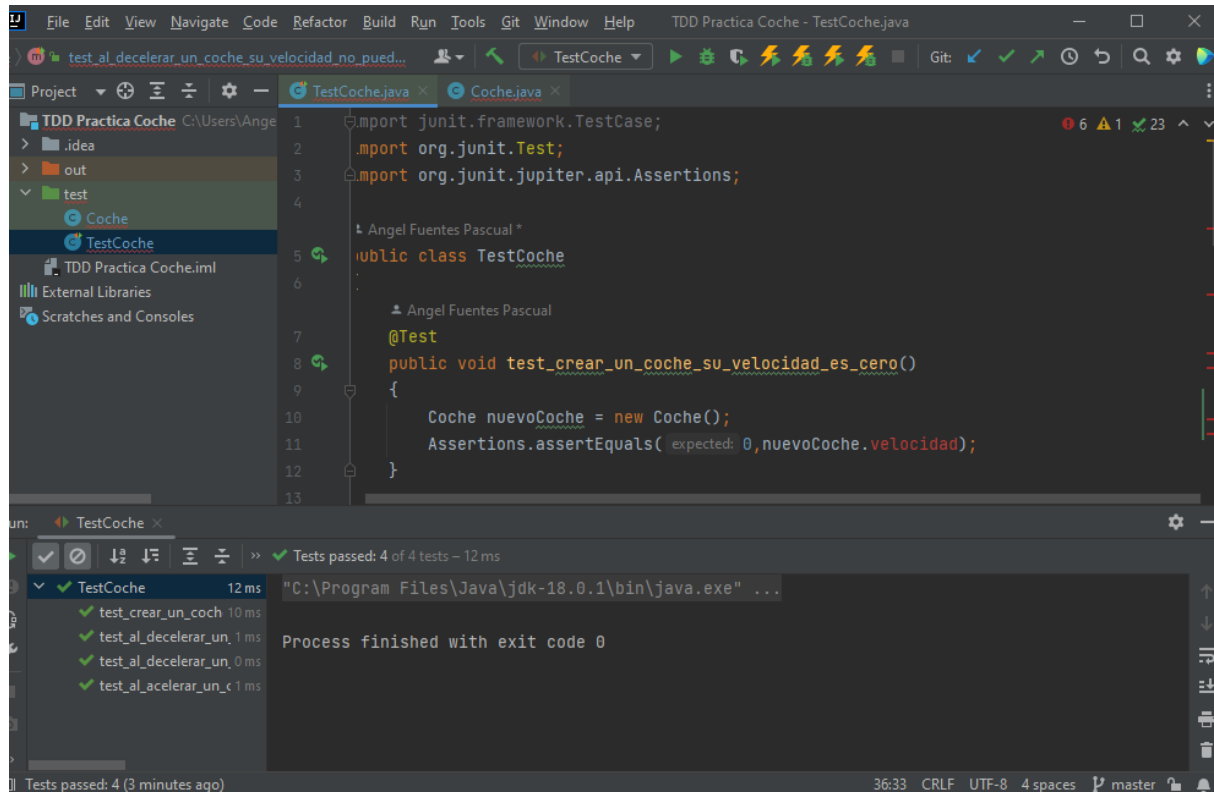 File Edit View Navigate Code Refactor Build Run Tools Git Window Help TDD Practica Coche - TestCoche.java
test_al_decelerar_un_coche_su_velocidad_no_pued... TestCoche Git:
Project TestCoche.java Coche.java
TDD Practica Coche C:\Users\Ange
.idea
out
test
Coche
TestCoche
TDD Practica Coche.iml
External Libraries
Scratches and Consoles
6 1 23
1 mport junit.framework.TestCase;
2 mport org.junit.Test;
3 mport org.junit.jupiter.api.Assertions;
4
Angel Fuentes Pascual *
5 ublic class TestCoche
6
Angel Fuentes Pascual
7 @Test
8 public void test_crear_un_coche_su_velocidad_es_cero()
9 {
10 Coche nuevoCoche = new Coche();
11 Assertions.assertEquals( expected: 0,nuevoCoche.velocidad);
12 }
13
un: TestCoche
Tests passed: 4 of 4 tests – 12 ms
TestCoche 12 ms
test_crear_un_coch 10 ms
test_al_decelerar_un_ 1 ms
test_al_decelerar_un_ 0 ms
test_al_acelerar_un_c 1 ms
"C:\Program Files\Java\jdk-18.0.1\bin\java.exe" ...
Process finished with exit code 0
Tests passed: 4 (3 minutes ago) 36:33 CRLF UTF-8 4 spaces master